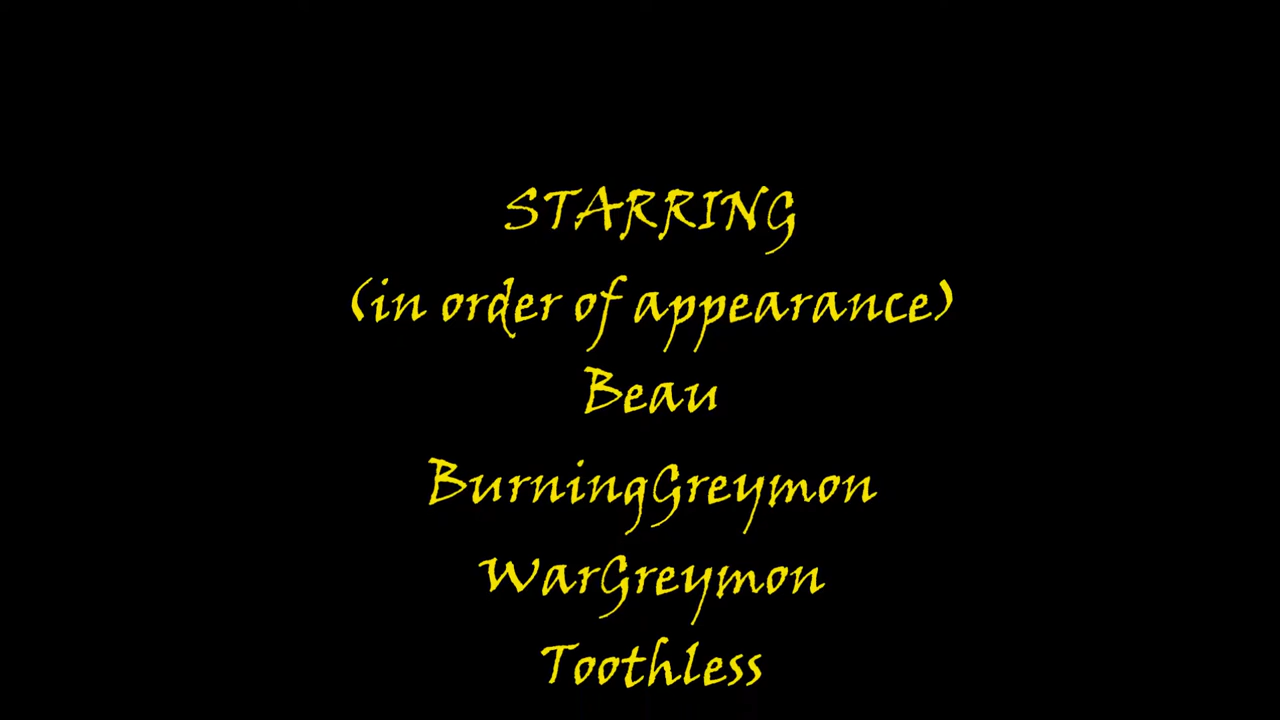 STARRING
(in order of appearance)
Beau
BurningGreymon
WarGreymon
Toothless